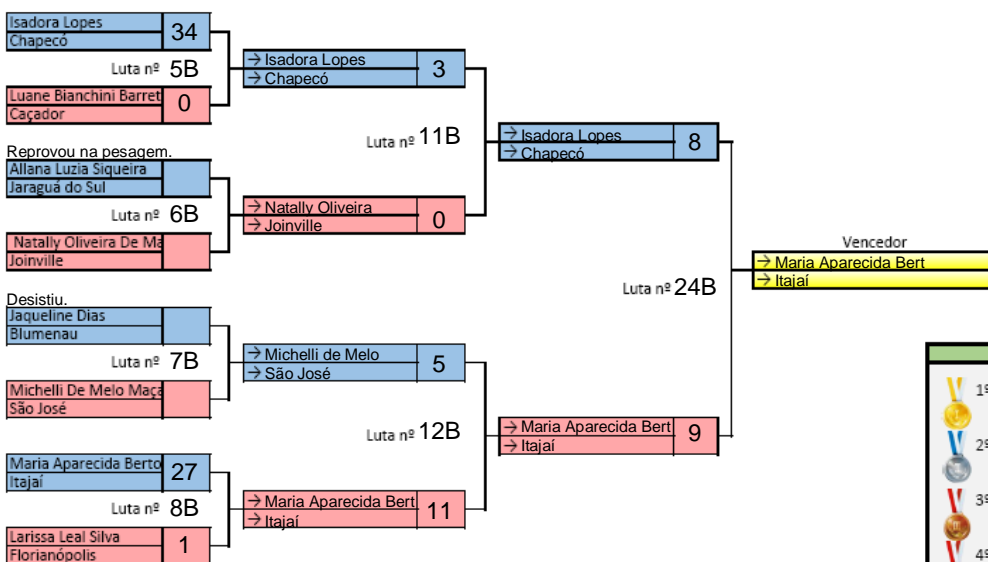 Isadora Lopes
Chapecó
34
Luta nº 5B
Luane Bianchini Barret
Caçador
0
Reprovou na pesagem.
Allana Luzia Siqueira
Jaraguá do Sul
Luta nº 6B
Natally Oliveira De Ma
Joinville
Desistiu.
Jaqueline Dias
Blumenau
Luta nº 7B
Michelli De Melo Maça
São José
Maria Aparecida Berto
Itajaí
27
Luta nº 8B
Larissa Leal Silva
Florianópolis
1
→ Isadora Lopes
→ Chapecó
3
Luta nº 11B
→ Natally Oliveira
→ Joinville
0
→ Michelli de Melo
→ São José
5
Luta nº 12B
→ Maria Aparecida Bert
→ Itajaí
11
→ Isadora Lopes
→ Chapecó
8
Luta nº 24B
→ Maria Aparecida Bert
→ Itajaí
9
Vencedor
→ Maria Aparecida Bert
→ Itajaí
1º
2º
3º
4º